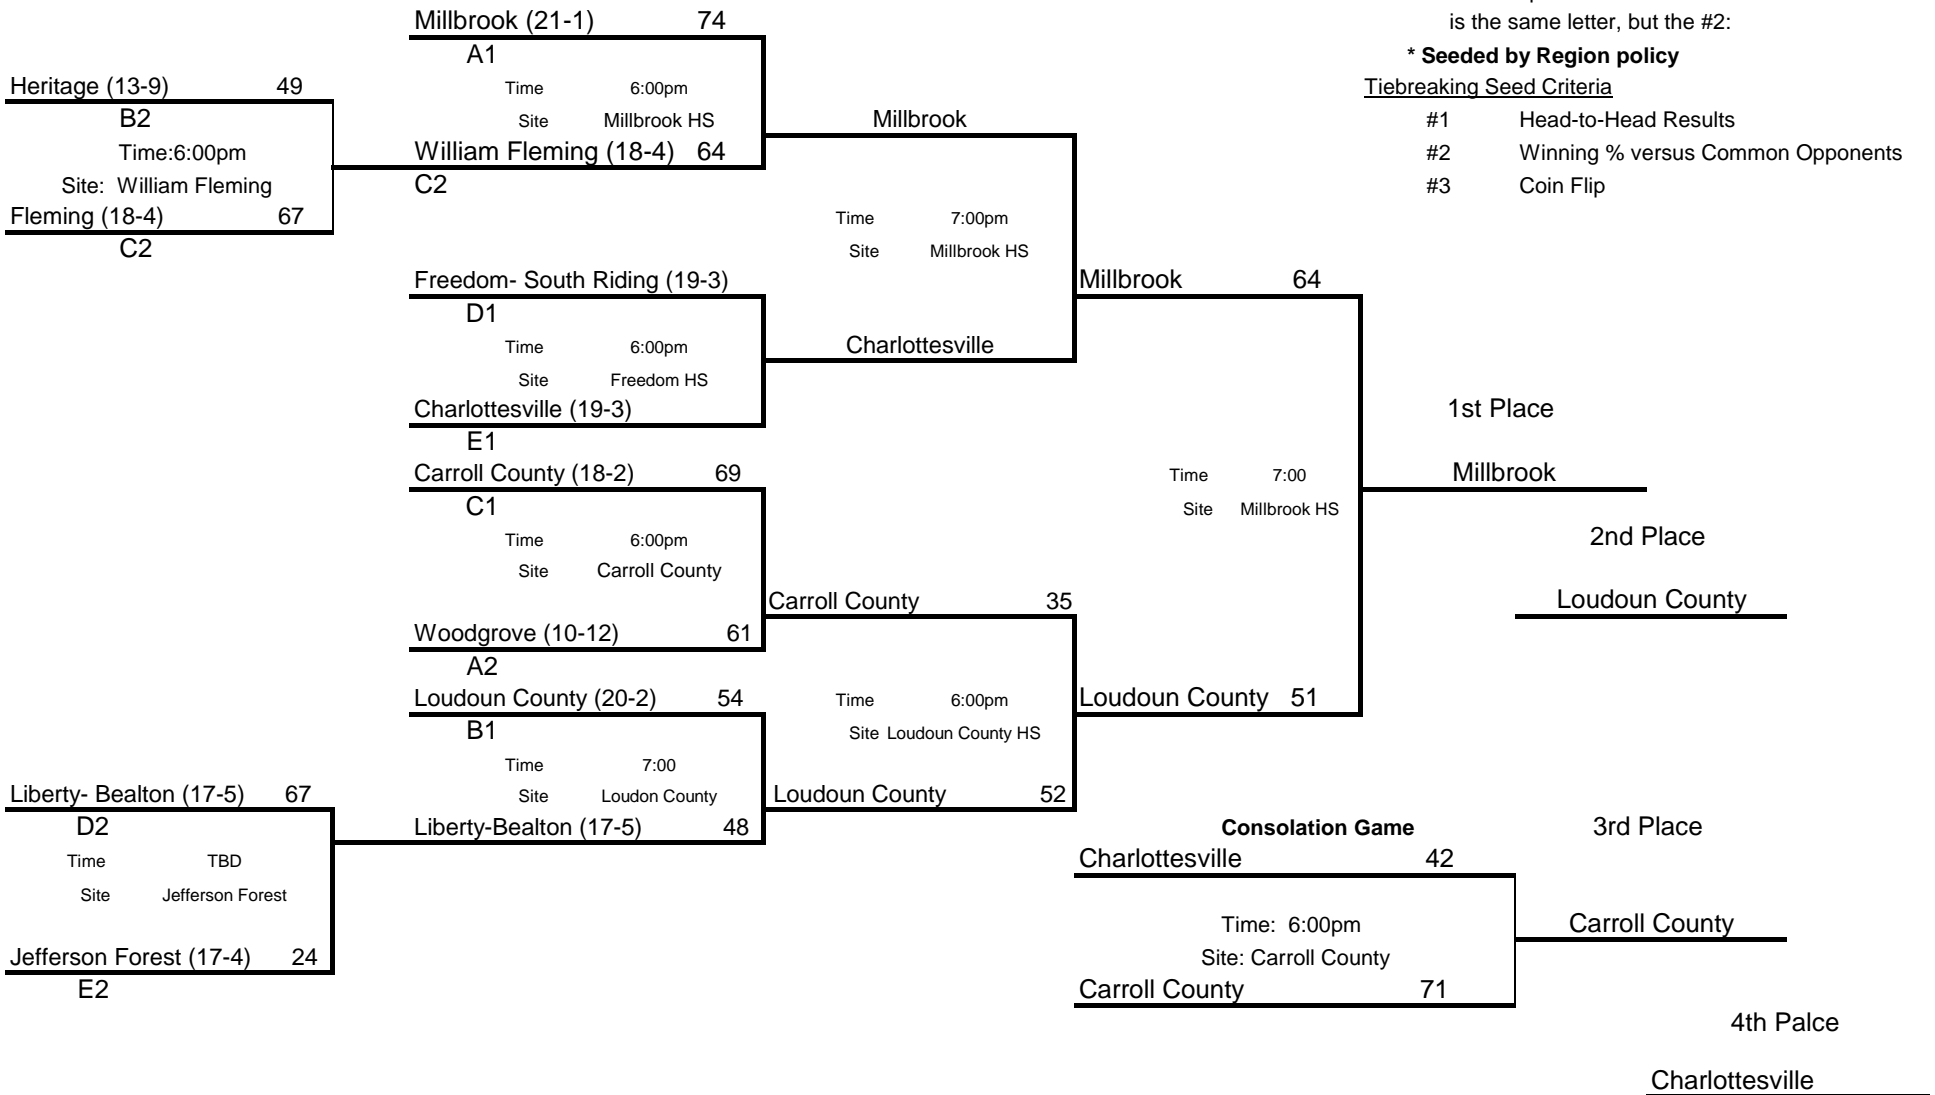 is the same letter, but the #2:
* Seeded by Region policy
Tiebreaking Seed Criteria
#1 Head-to-Head Results
#2 Winning % versus Common Opponents
#3 Coin Flip
Heritage (13-9) 49
B2
Time:6:00pm
Site: William Fleming
Fleming (18-4) 67
C2
Millbrook (21-1) 74
A1
Time 6:00pm
Site Millbrook HS
William Fleming (18-4) 64
C2
Freedom- South Riding (19-3)
D1
Time 6:00pm
Site Freedom HS
Charlottesville (19-3)
E1
Carroll County (18-2) 69
C1
Time 6:00pm
Site Carroll County
Woodgrove (10-12) 61
A2
Loudoun County (20-2) 54
B1
Time 7:00
Site Loudon County
Liberty-Bealton (17-5) 48
Liberty- Bealton (17-5) 67
D2
Time TBD
Site Jefferson Forest
Jefferson Forest (17-4) 24
E2
Millbrook
Time 7:00pm
Site Millbrook HS
Charlottesville
Carroll County 35
Time 6:00pm
Site Loudoun County HS
Loudoun County 52
Millbrook 64
Time 7:00
Site Millbrook HS
Loudoun County 51
1st Place
Millbrook
2nd Place
Loudoun County
Consolation Game
Charlottesville 42
Time: 6:00pm
Site: Carroll County
Carroll County 71
3rd Place
Carroll County
4th Palce
Charlottesville